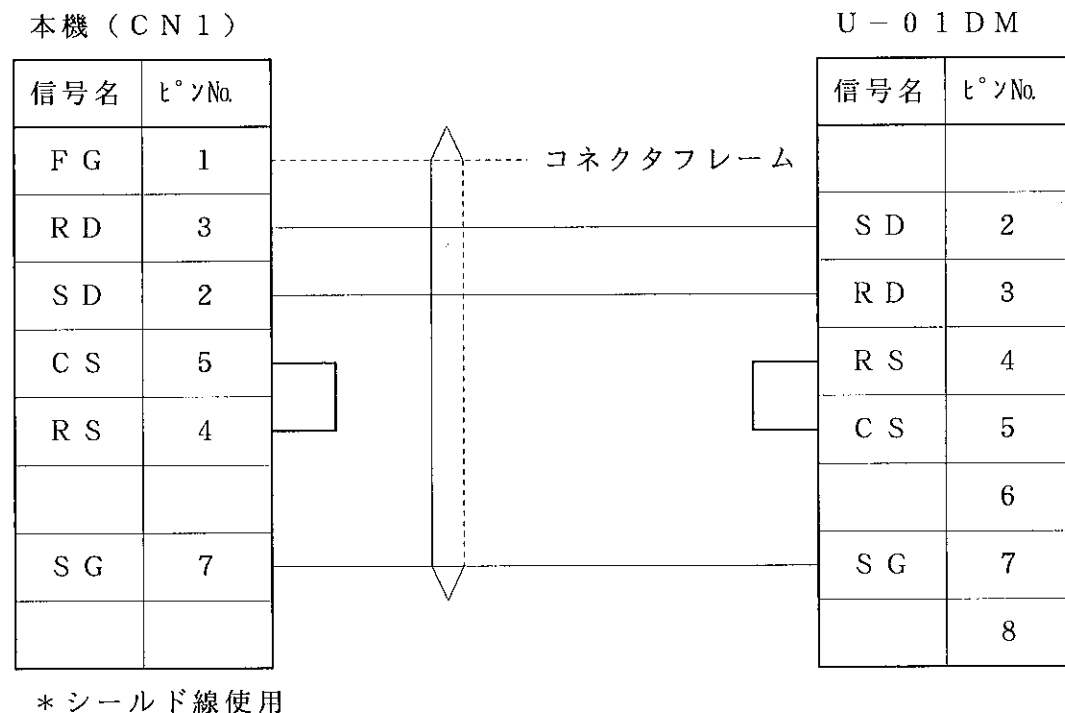 本機（ＣＮ１） Ｕ－０１ＤＭ
信号名 ﾋﾟﾝNo. 信号名 ﾋﾟﾝNo.
ＦＧ 1 コネクタフレーム
ＲＤ 3 ＳＤ 2
ＳＤ 2 ＲＤ 3
ＣＳ 5 ＲＳ 4
ＲＳ 4 ＣＳ 5
6
ＳＧ 7 ＳＧ 7
8
＊シールド線使用